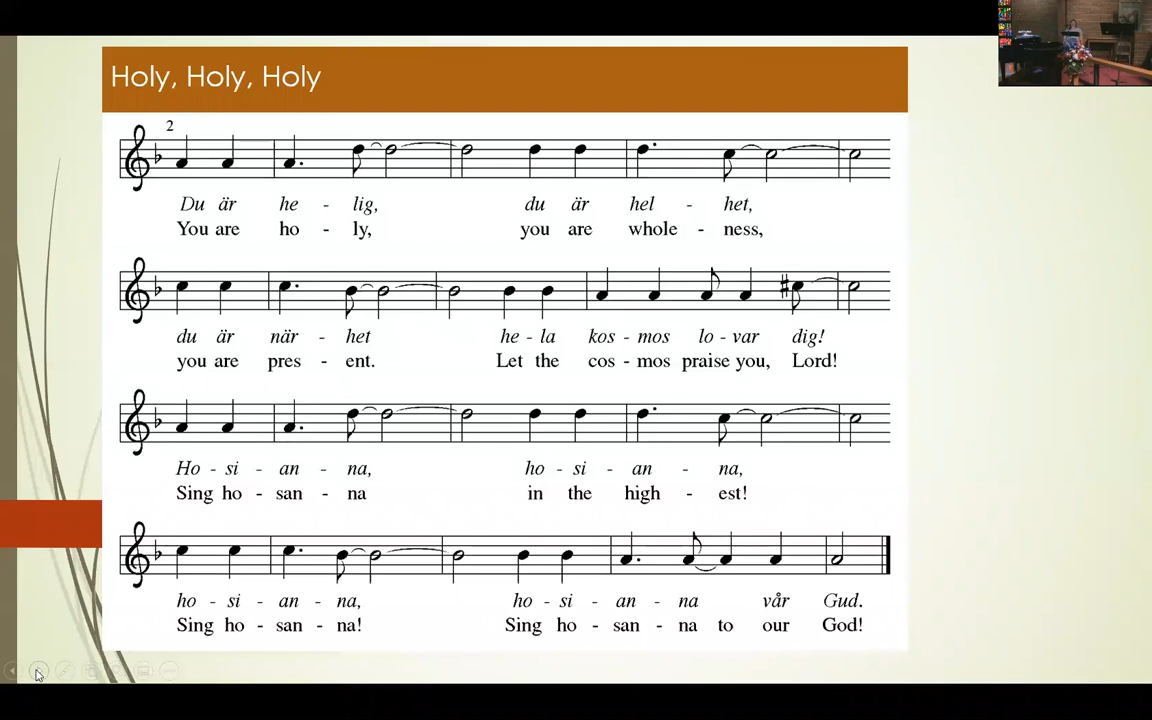 Holy, Holy, Holy
2
Du är he - lig, du är hel - het,
You are ho - ly, you are whole - ness,
du är när - het he - la kos - mos lo - var dig!
you are pres - ent. Let the cos - mos praise you, Lord!
Ho - si - an - na, ho - si - an - na,
Sing ho - san - na in the high - est!
ho - si - an - na, ho - si - an - na vår Gud.
Sing ho - san - na! Sing ho - san - na to our God!